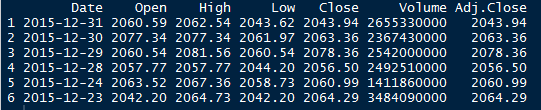 Date Open High Low Close Volume Adj.Close
1 2015-12-31 2060.59 2062.54 2043.62 2043.94 2655330000 2043.94
2 2015-12-30 2077.34 2077.34 2061.97 2063.36 2367430000 2063.36
3 2015-12-29 2060.54 2081.56 2060.54 2078.36 2542000000 2078.36
4 2015-12-28 2057.77 2057.77 2044.20 2056.50 2492510000 2056.50
5 2015-12-24 2063.52 2067.36 2058.73 2060.99 1411860000 2060.99
6 2015-12-23 2042.20 2064.73 2042.20 2064.29 3484090000 2064.29